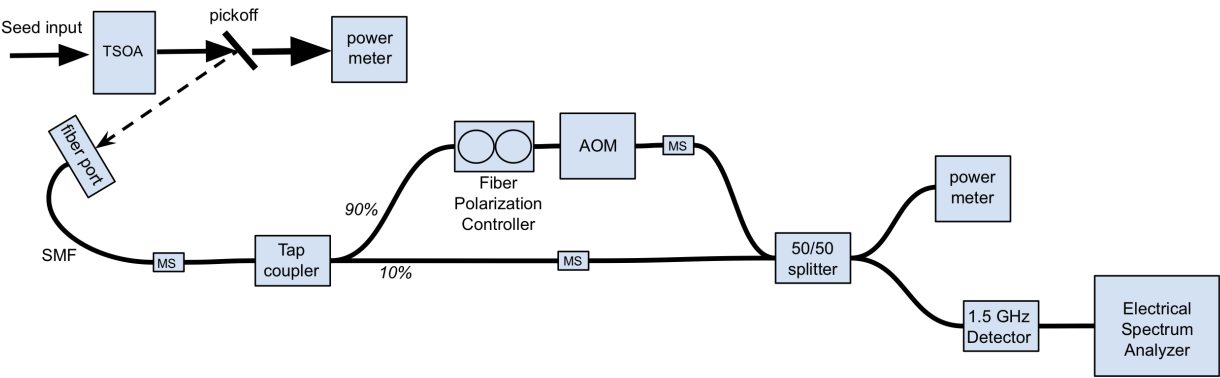 Seed input
TSOA
pickoff
power
meter
fiber port
SMF
MS
Tap
coupler
90%
10%
Fiber
Polarization
Controller
AOM
MS
MS
50/50
splitter
power
meter
1.5 GHz
Detector
Electrical
Spectrum
Analyzer